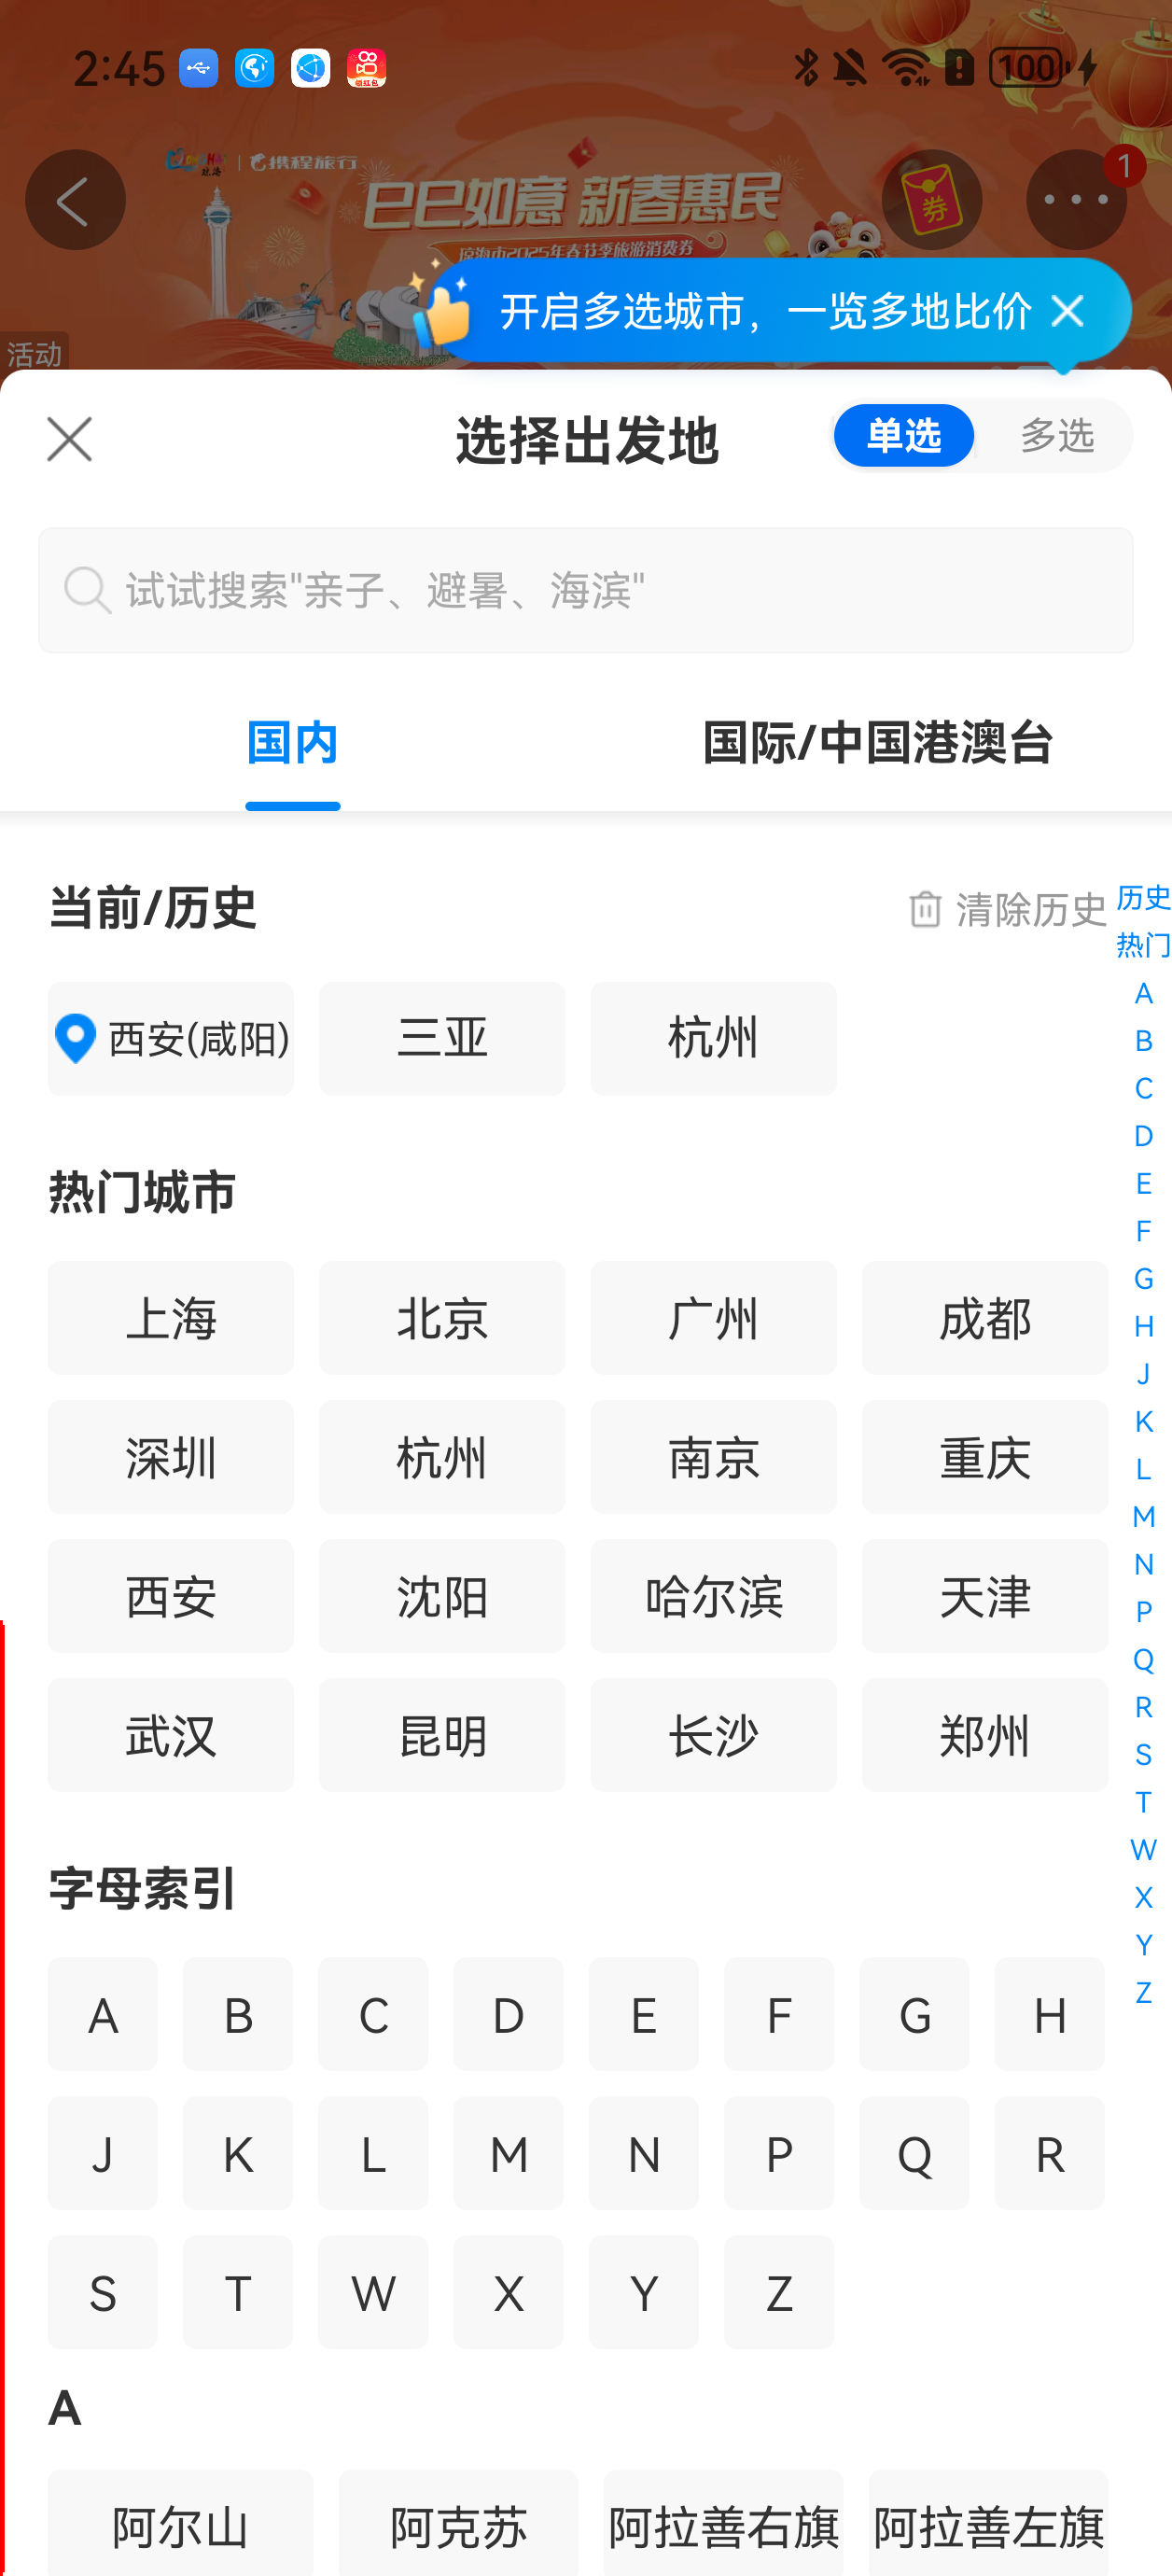 2:45
领红包
100
携程旅行
巳巳如意 新春惠民
琼海市2025年春节季旅游消费券
券
1
开启多选城市，一览多地比价
活动
选择出发地
单选
多选
试试搜索"亲子、避暑、海滨"
国内
国际/中国港澳台
当前/历史
清除历史
西安(咸阳)
三亚
杭州
热门城市
上海
北京
广州
成都
深圳
杭州
南京
重庆
西安
沈阳
哈尔滨
天津
武汉
昆明
长沙
郑州
字母索引
A
B
C
D
E
F
G
H
J
K
L
M
N
P
Q
R
S
T
W
X
Y
Z
A
阿尔山
阿克苏
阿拉善右旗
阿拉善左旗
历史
热门
A
B
C
D
E
F
G
H
J
K
L
M
N
P
Q
R
S
T
W
X
Y
Z